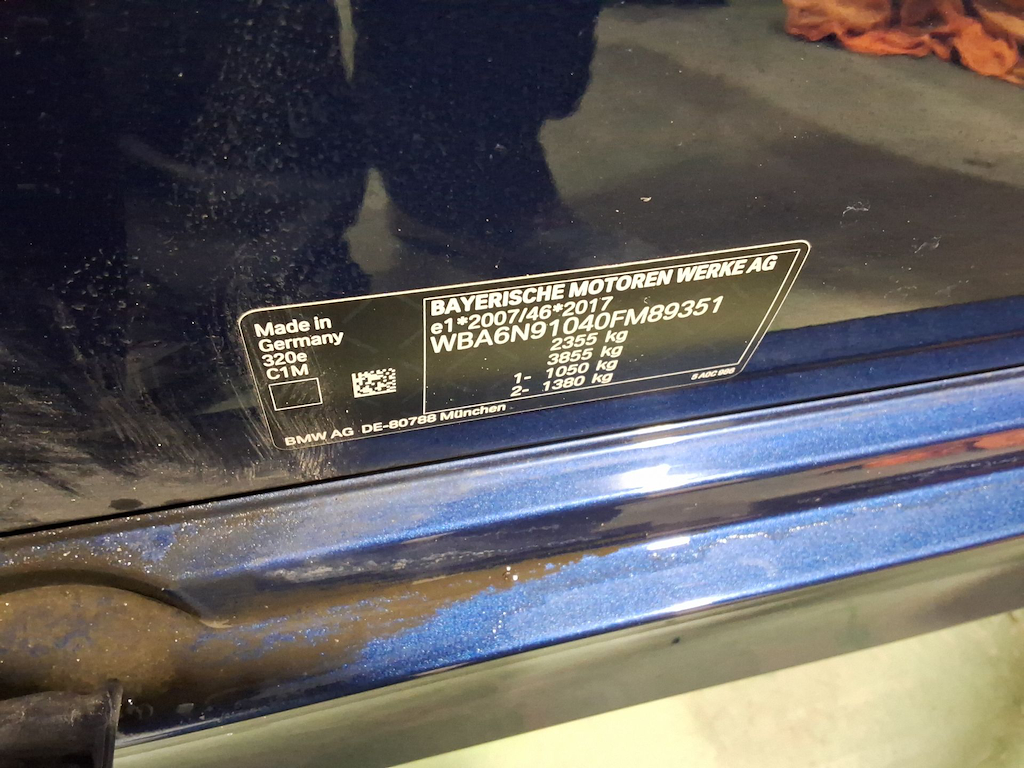 Made in
Germany
320e
C1M
BAYERISCHE MOTOREN WERKE AG
e1*2007/46*2017
WBA6N91040FM89351
2355 kg
3855 kg
1- 1050 kg
2- 1380 kg
BMW AG DE-80788 München